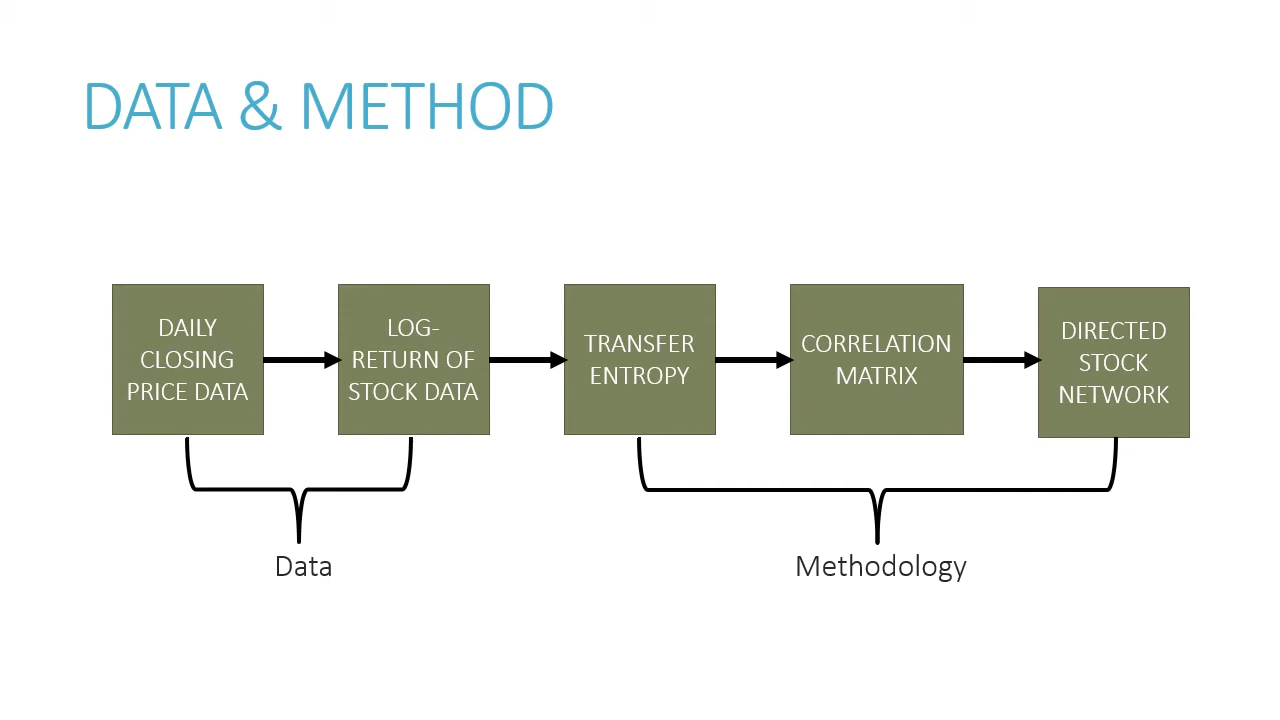 DATA & METHOD
DAILY
CLOSING
PRICE DATA
LOG-
RETURN OF
STOCK DATA
TRANSFER
ENTROPY
CORRELATION
MATRIX
DIRECTED
STOCK
NETWORK
Data
Methodology